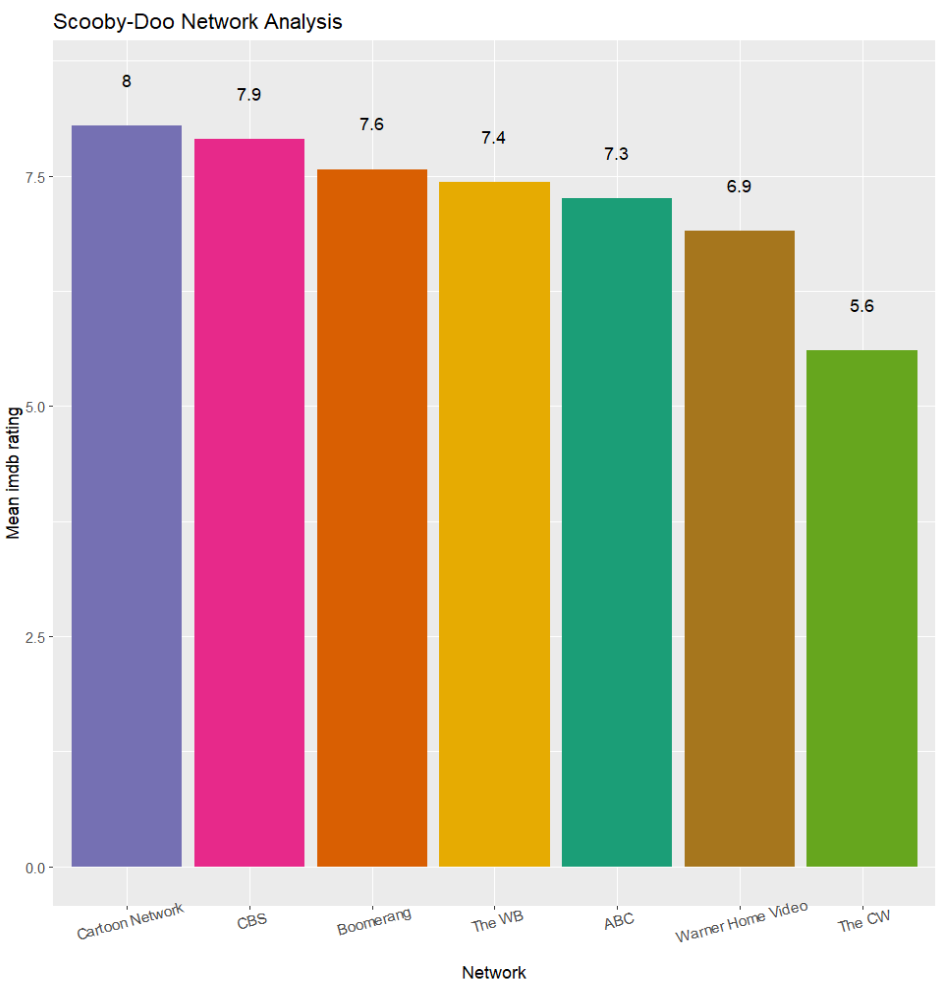 Scooby-Doo Network Analysis
8
7.9
7.6
7.4
7.3
6.9
5.6
7.5
5.0
2.5
0.0
Mean imdb rating
Cartoon Network
CBS
Boomerang
The WB
ABC
Warner Home Video
The CW
Network